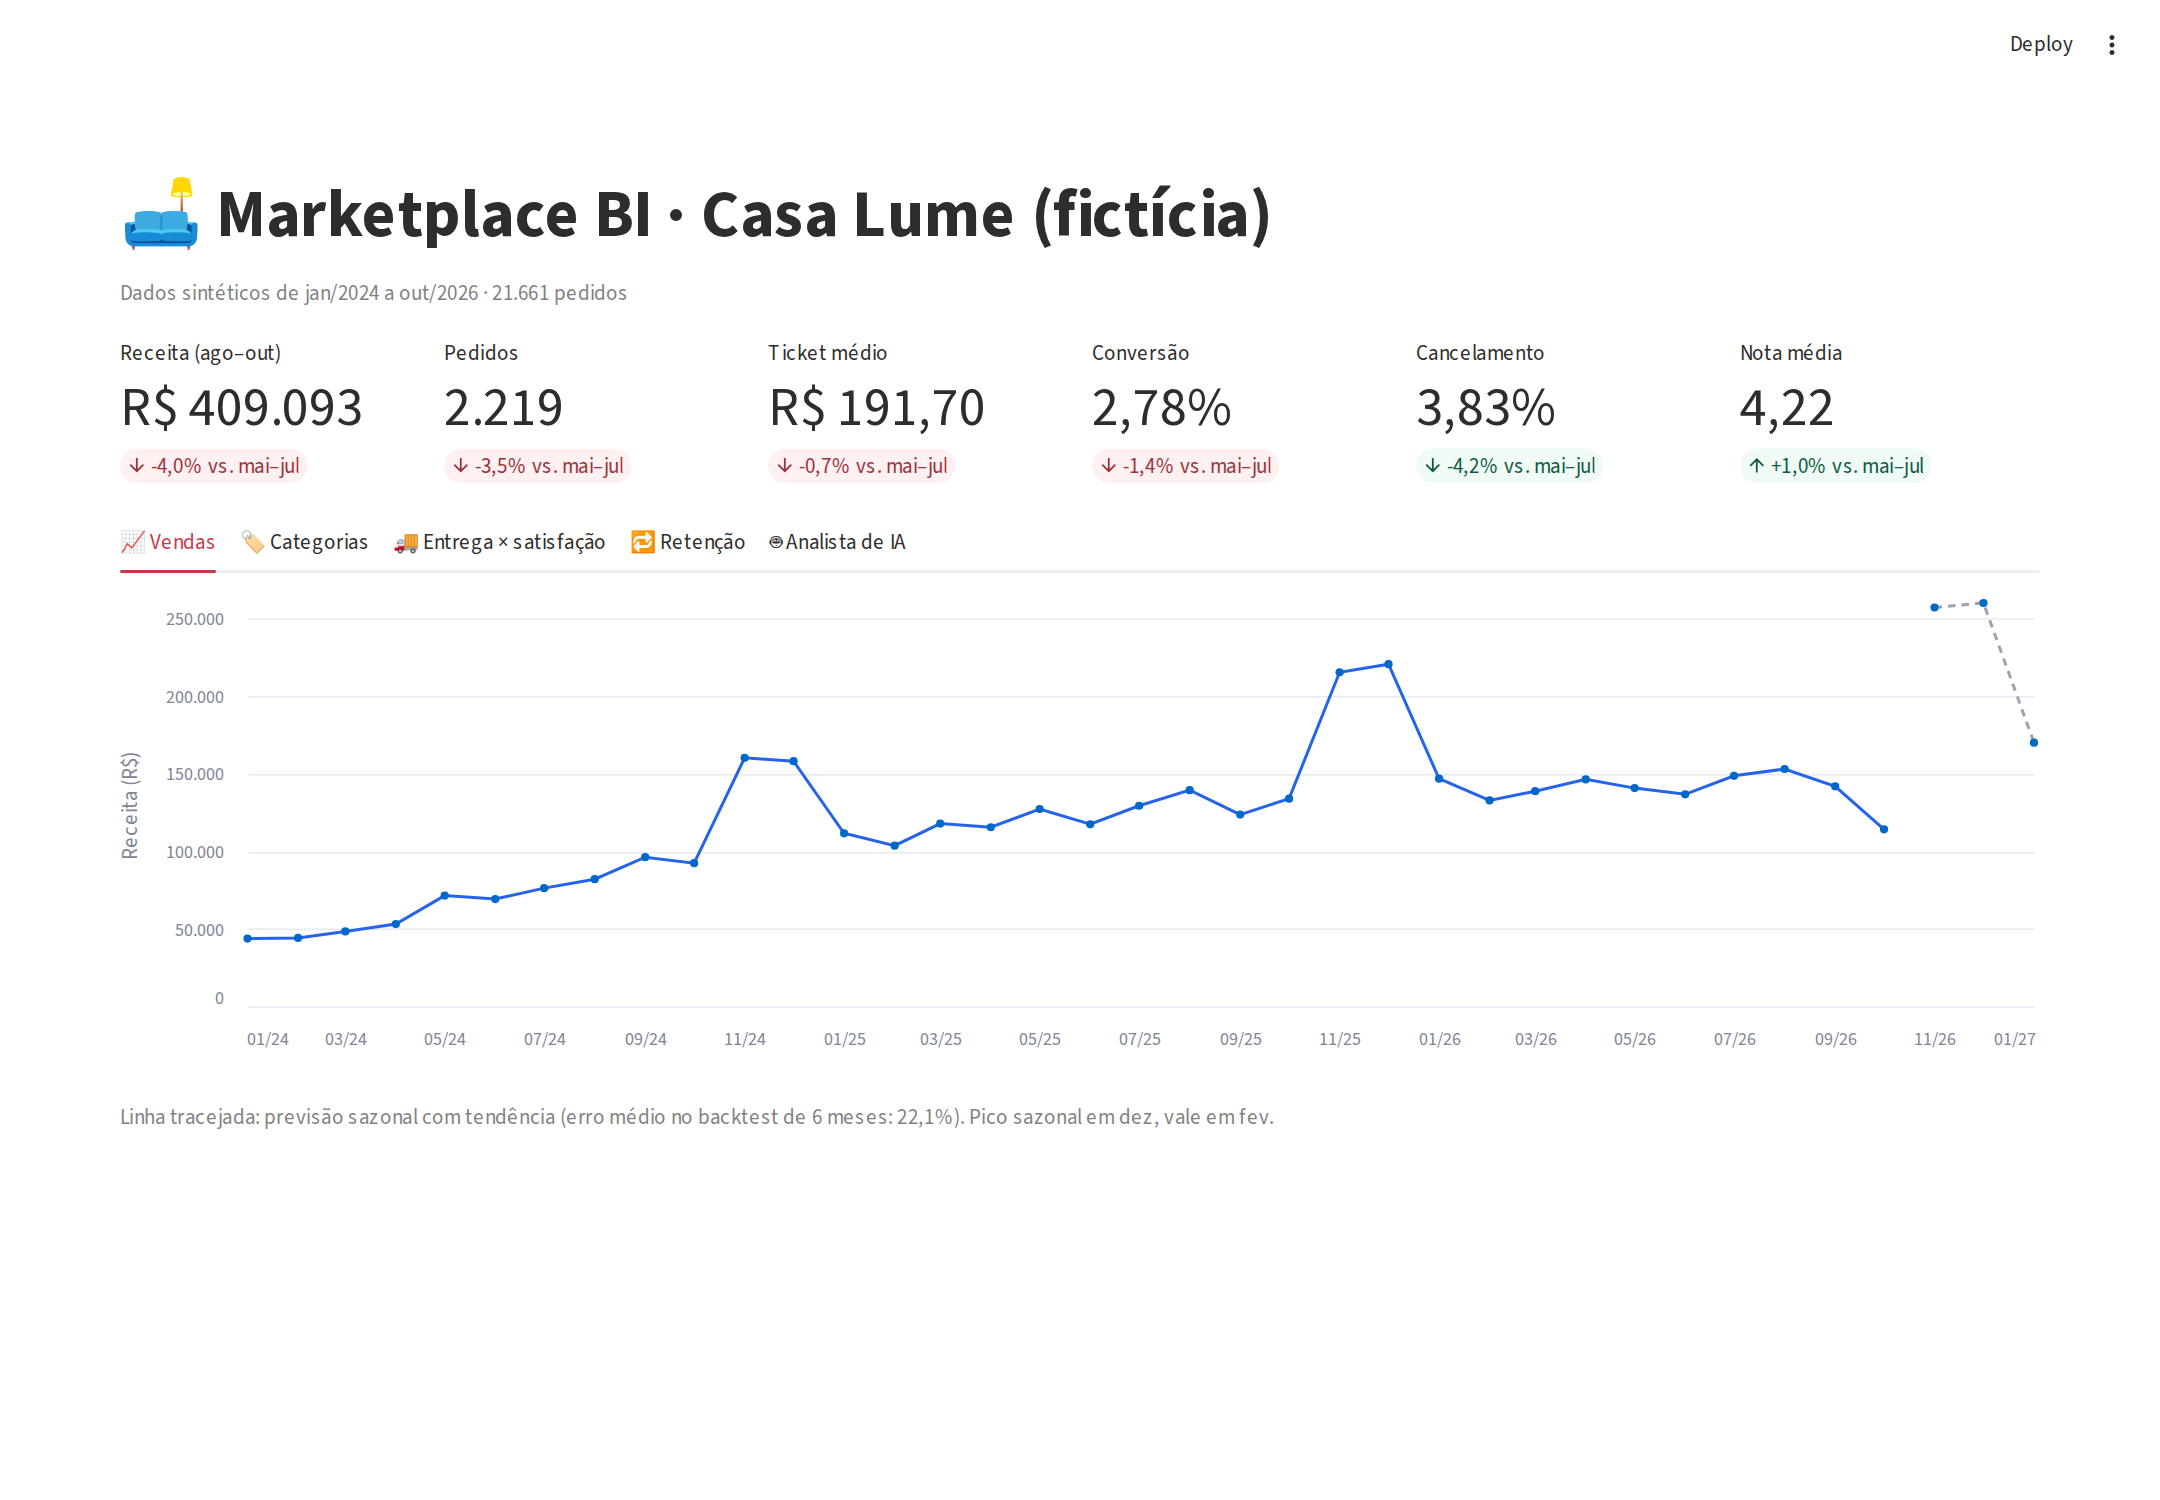 Deploy
Marketplace BI · Casa Lume (fictícia)
Dados sintéticos de jan/2024 a out/2026 · 21.661 pedidos
Receita (ago–out)
R$ 409.093
-4,0% vs. mai–jul
Pedidos
2.219
-3,5% vs. mai–jul
Ticket médio
R$ 191,70
-0,7% vs. mai–jul
Conversão
2,78%
-1,4% vs. mai–jul
Cancelamento
3,83%
-4,2% vs. mai–jul
Nota média
4,22
+1,0% vs. mai–jul
Vendas
Categorias
Entrega × satisfação
Retenção
Analista de IA
Receita (R$)
250.000
200.000
150.000
100.000
50.000
0
01/24 03/24 05/24 07/24 09/24 11/24 01/25 03/25 05/25 07/25 09/25 11/25 01/26 03/26 05/26 07/26 09/26 11/26 01/27
Linha tracejada: previsão sazonal com tendência (erro médio no backtest de 6 meses: 22,1%). Pico sazonal em dez, vale em fev.